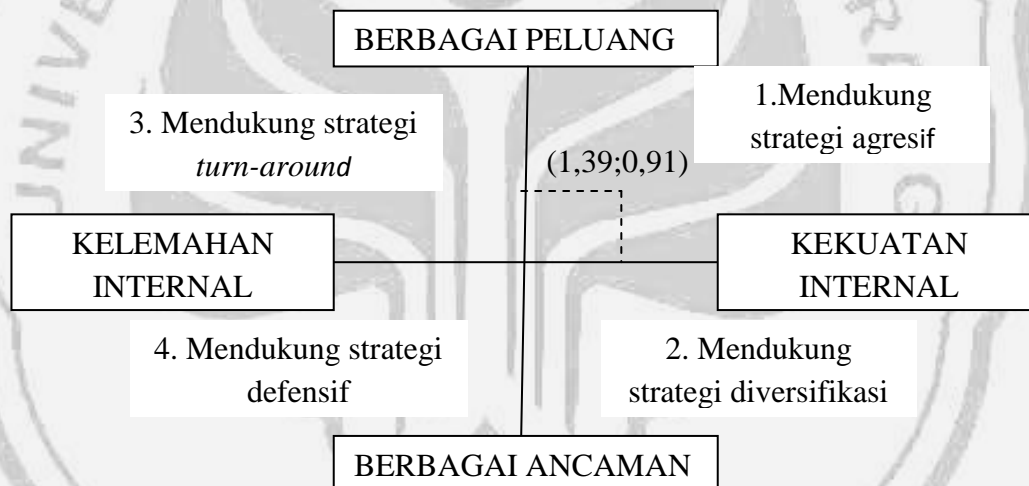 BERBAGAI PELUANG
1.Mendukung
strategi agresif
3. Mendukung strategi
turn-around
(1,39;0,91)
KELEMAHAN
INTERNAL
KEKUATAN
INTERNAL
4. Mendukung strategi
defensif
2. Mendukung
strategi diversifikasi
BERBAGAI ANCAMAN